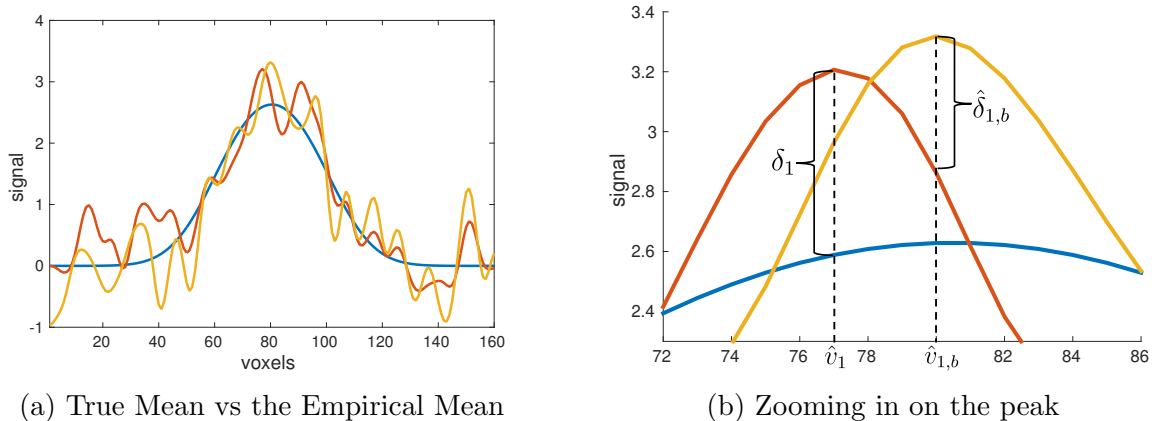 4
3
2
1
0
-1
signal
20 40 60 80 100 120 140 160
voxels
(a) True Mean vs the Empirical Mean
3.4
3.2
3
2.8
2.6
2.4
signal
δ₁
δ̂₁,b
72 74 76 v̂₁ 78 v̂₁,b 82 84 86
(b) Zooming in on the peak